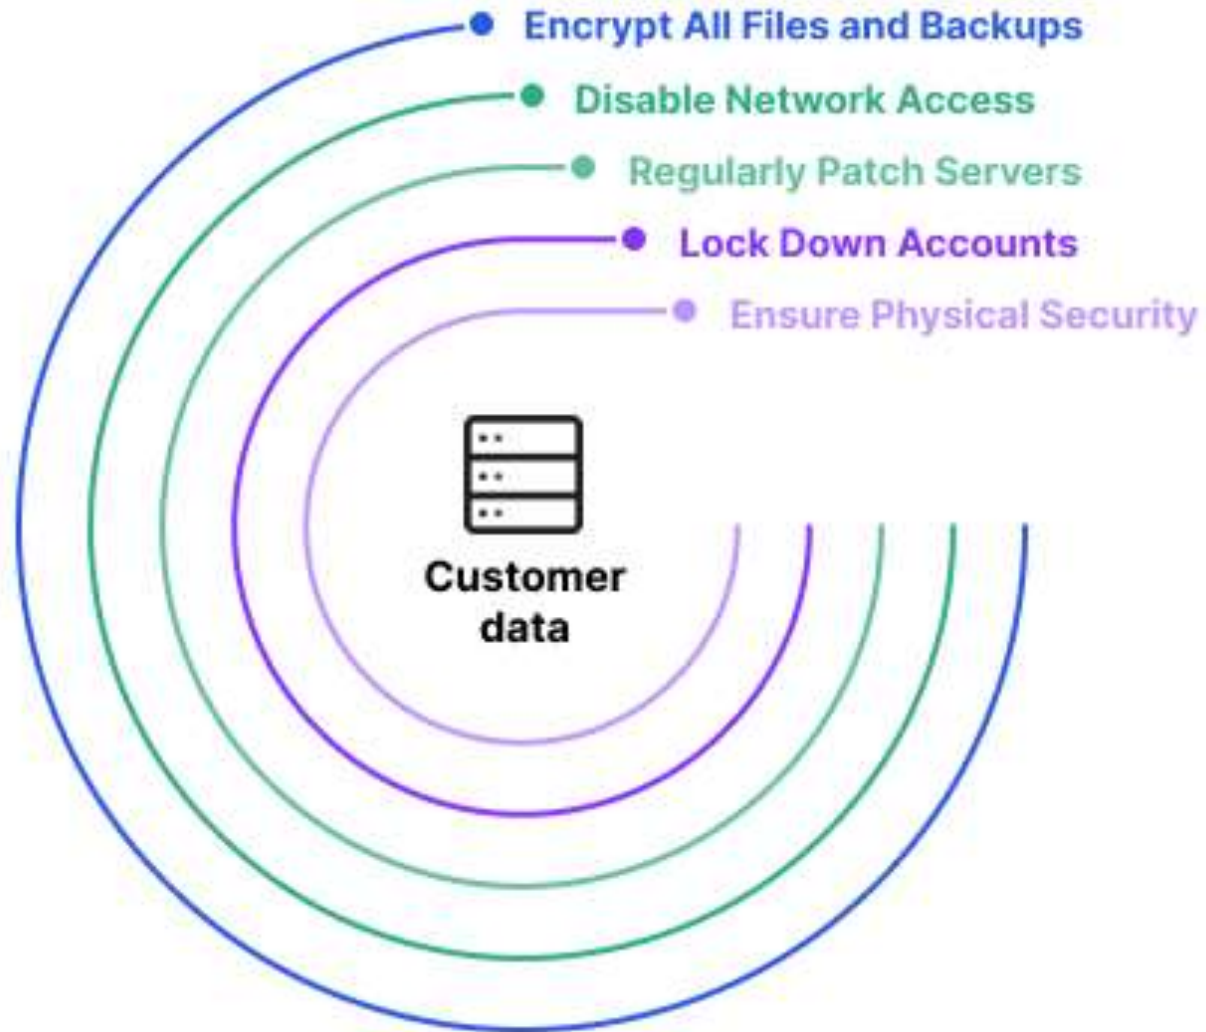 Encrypt All Files and Backups
Disable Network Access
Regularly Patch Servers
Lock Down Accounts
Ensure Physical Security
Customer
data